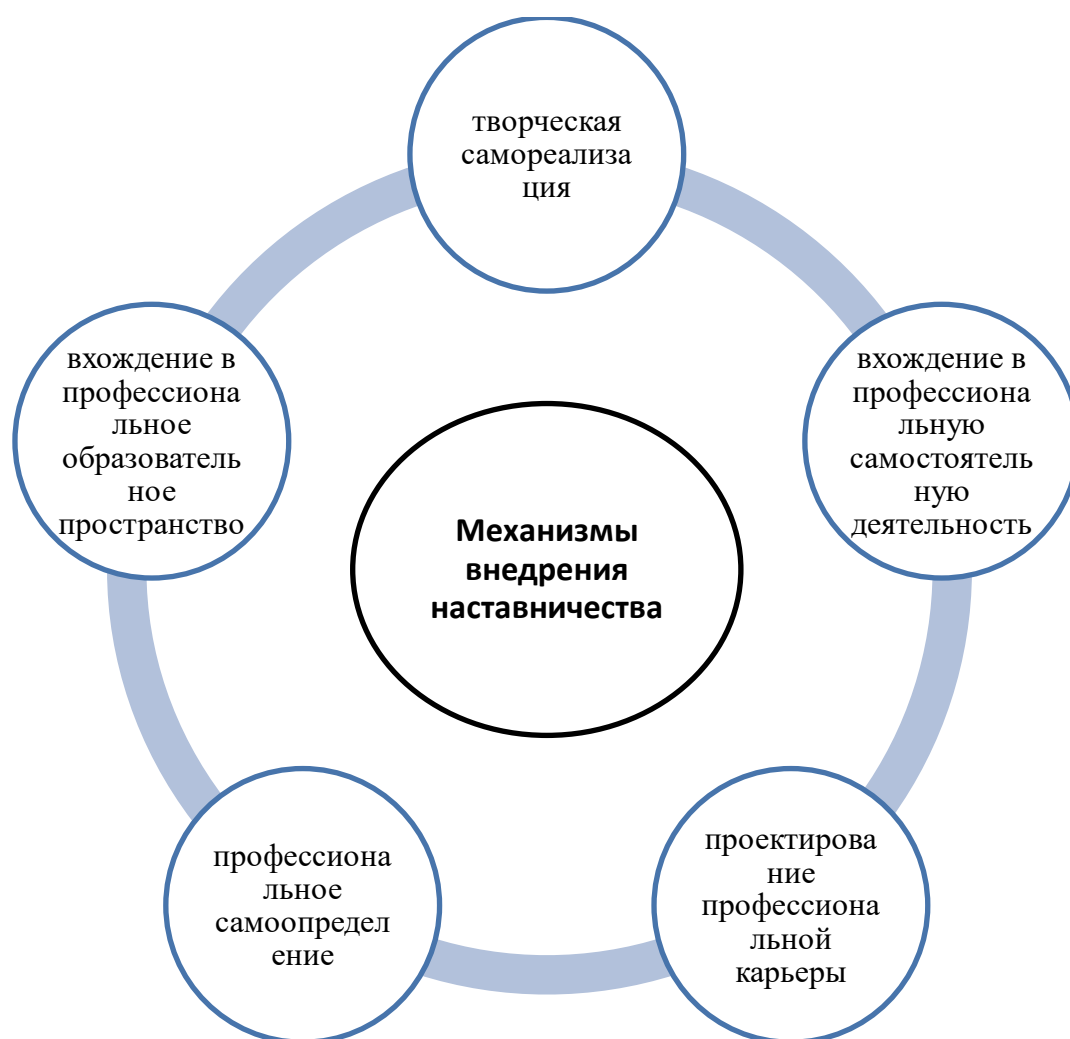 творческая
самореализа
ция
вхождение в
профессиона
льное
образователь
ное
пространство
вхождение в
профессиона
льную
самостоятель
ную
деятельность
Механизмы
внедрения
наставничества
профессиона
льное
самоопредел
ение
проектирова
ние
профессиона
льной
карьеры